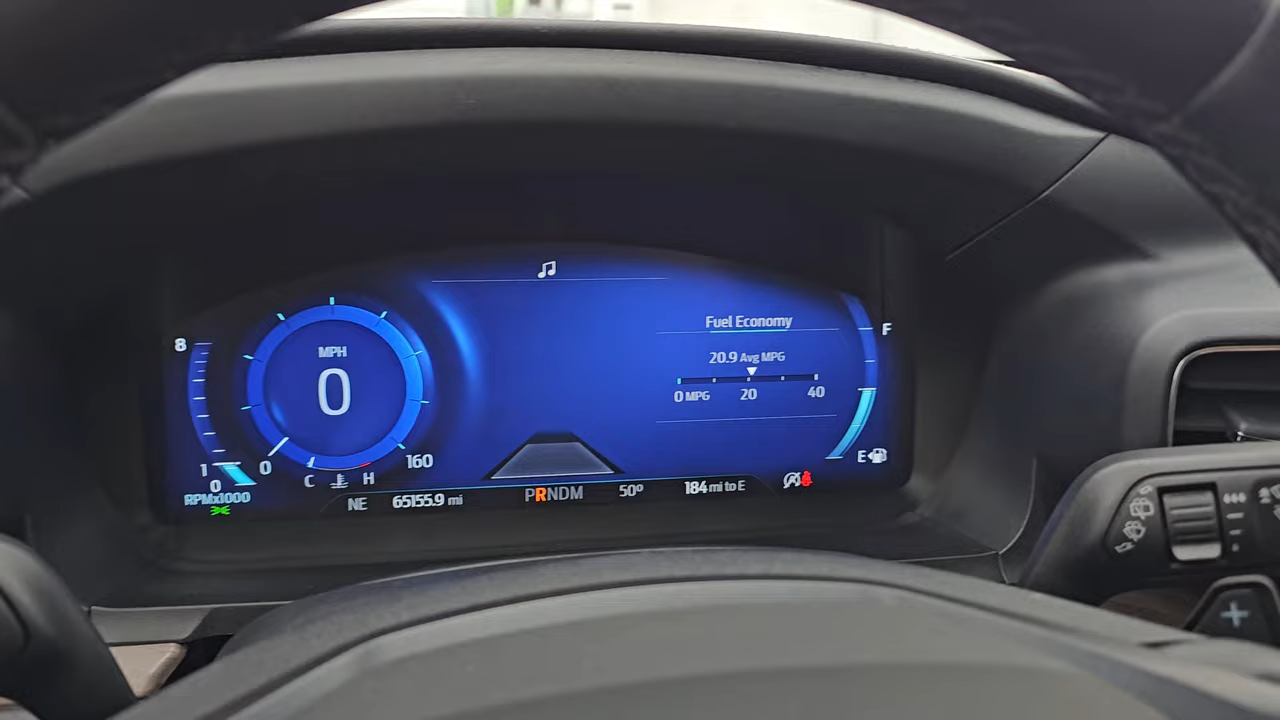 8
1
0
RPMx1000
MPH
0
0
160
C
H
Fuel Economy
20.9 Avg MPG
0 MPG
20
40
F
E
NE
65155.9 mi
PRNDM
50º
184 mi to E